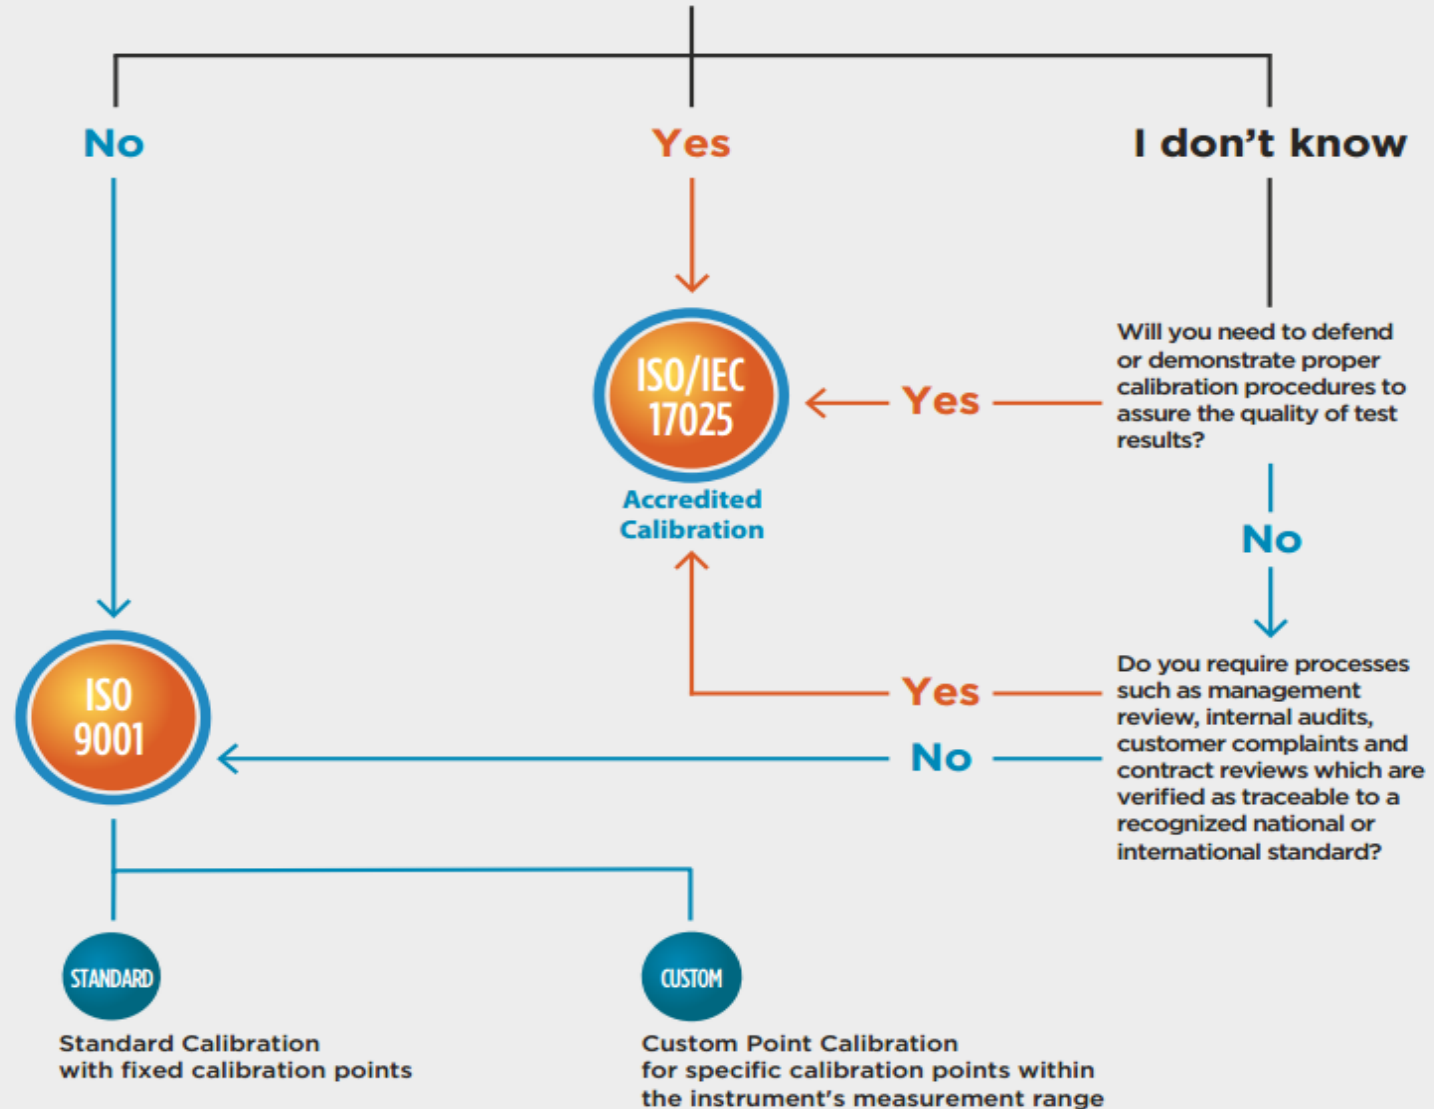 No
Yes
I don't know
ISO/IEC
17025
Accredited
Calibration
Yes
Will you need to defend
or demonstrate proper
calibration procedures to
assure the quality of test
results?
No
ISO
9001
Yes
No
Do you require processes
such as management
review, internal audits,
customer complaints and
contract reviews which are
verified as traceable to a
recognized national or
international standard?
STANDARD
Standard Calibration
with fixed calibration points
CUSTOM
Custom Point Calibration
for specific calibration points within
the instrument's measurement range